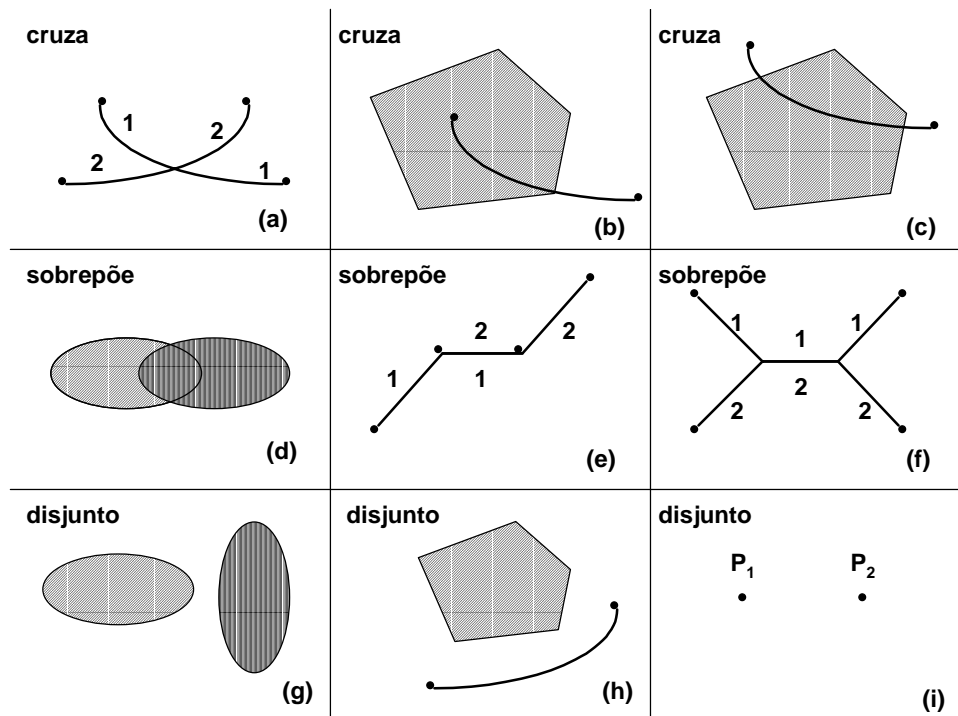 cruza
1
2
2
1
(a)
cruza
(b)
cruza
(c)
sobrepõe
(d)
sobrepõe
2
2
1
1
(e)
sobrepõe
1
1
1
2
2
2
(f)
disjunto
(g)
disjunto
(h)
disjunto
P1 P2
(i)